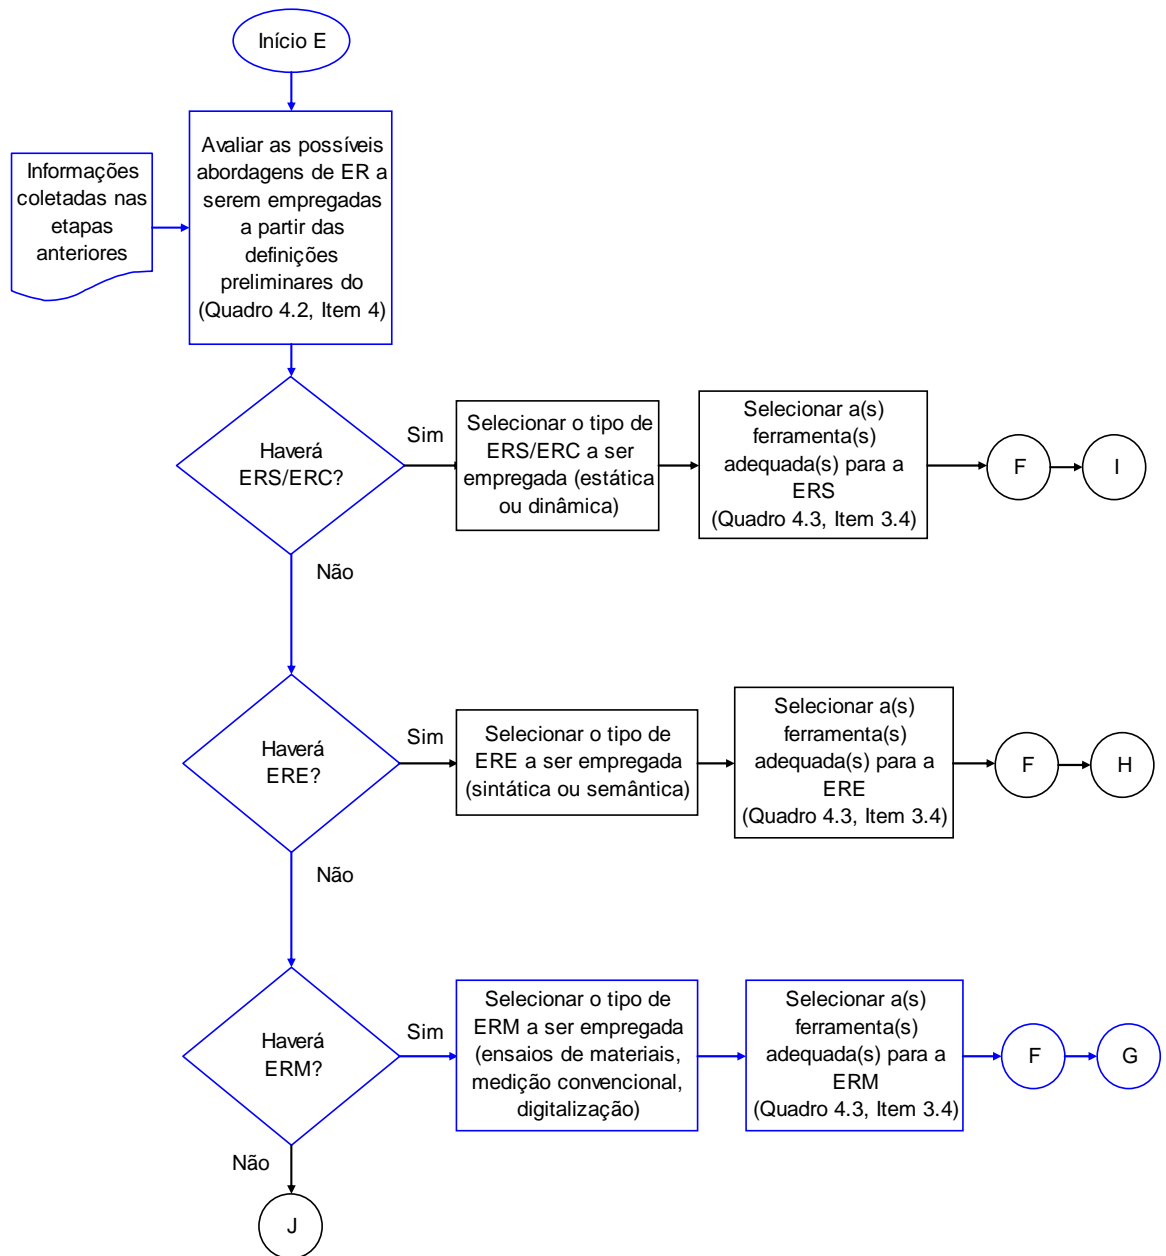 Início E
Avaliar as possíveis
abordagens de ER a
serem empregadas
a partir das
definições
preliminares do
(Quadro 4.2, Item 4)
Informações
coletadas nas
etapas
anteriores
Haverá
ERS/ERC?
Sim
Selecionar o tipo de
ERS/ERC a ser
empregada (estática
ou dinâmica)
Selecionar a(s)
ferramenta(s)
adequada(s) para a
ERS
(Quadro 4.3, Item 3.4)
F
I
Não
Haverá
ERE?
Sim
Selecionar o tipo de
ERE a ser empregada
(sintática ou semântica)
Selecionar a(s)
ferramenta(s)
adequada(s) para a
ERE
(Quadro 4.3, Item 3.4)
F
H
Não
Haverá
ERM?
Sim
Selecionar o tipo de
ERM a ser empregada
(ensaios de materiais,
medição convencional,
digitalização)
Selecionar a(s)
ferramenta(s)
adequada(s) para a
ERM
(Quadro 4.3, Item 3.4)
F
G
Não
J